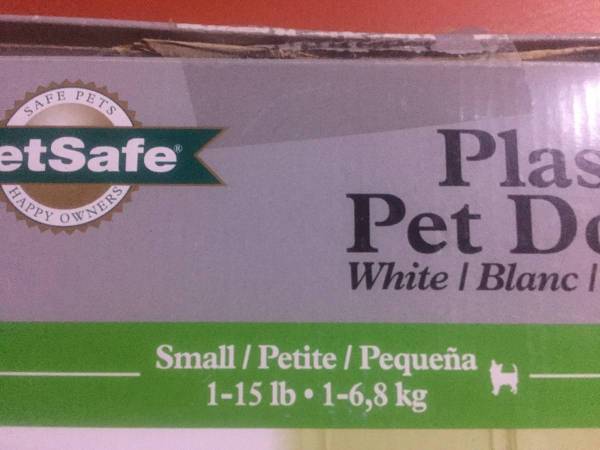 SAFE PETS
etSafe®
HAPPY OWNERS
Plas
Pet Do
White | Blanc |
Small / Petite / Pequeña
1-15 lb • 1-6,8 kg